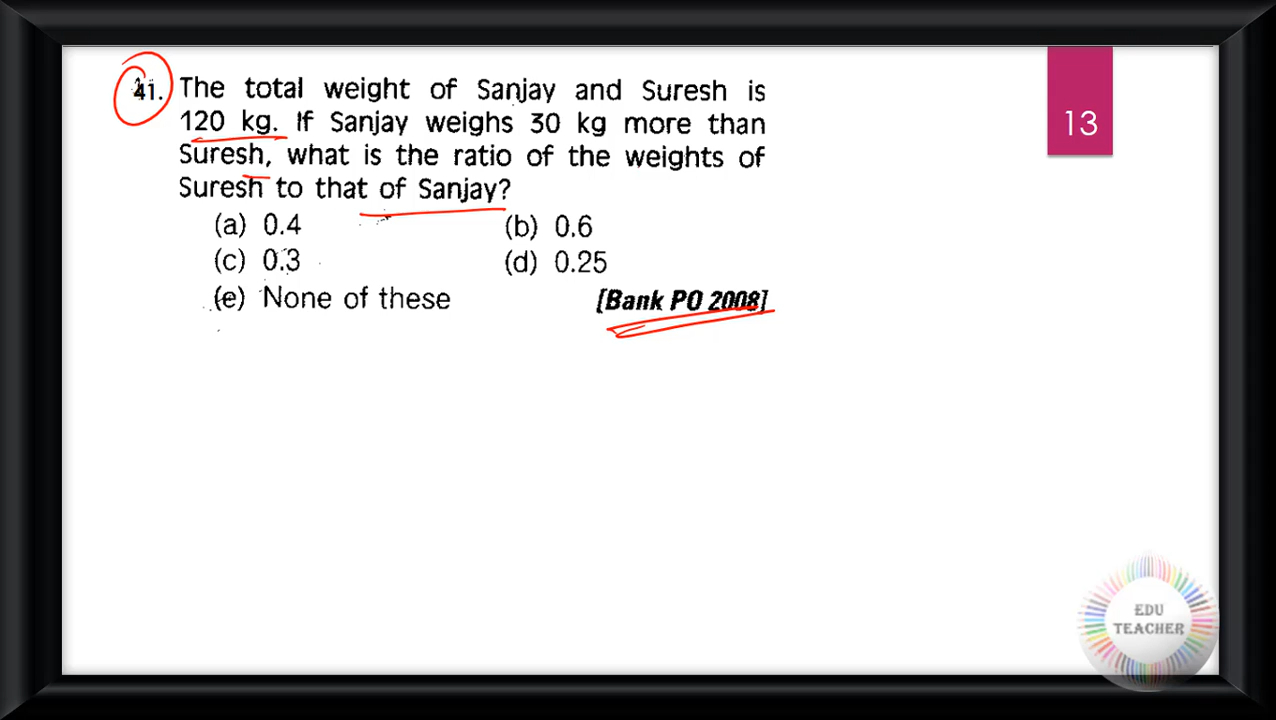 41. The total weight of Sanjay and Suresh is
120 kg. If Sanjay weighs 30 kg more than
Suresh, what is the ratio of the weights of
Suresh to that of Sanjay?
(a) 0.4 (b) 0.6
(c) 0.3 (d) 0.25
(e) None of these [Bank PO 2008]
13
EDU
TEACHER